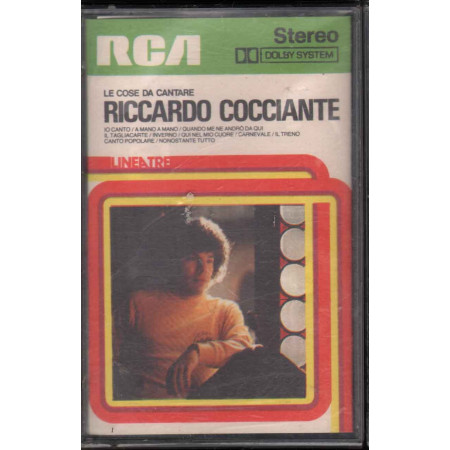 RCA
Stereo
DOLBY SYSTEM
LE COSE DA CANTARE
RICCARDO COCCIANTE
IO CANTO / A MANO A MANO / QUANDO ME NE ANDRÒ DA QUI
IL TAGLIACARTE / INVERNO / QUI NEL MIO CUORE / CARNEVALE / IL TRENO
CANTO POPOLARE / NONOSTANTE TUTTO
LINEATRE